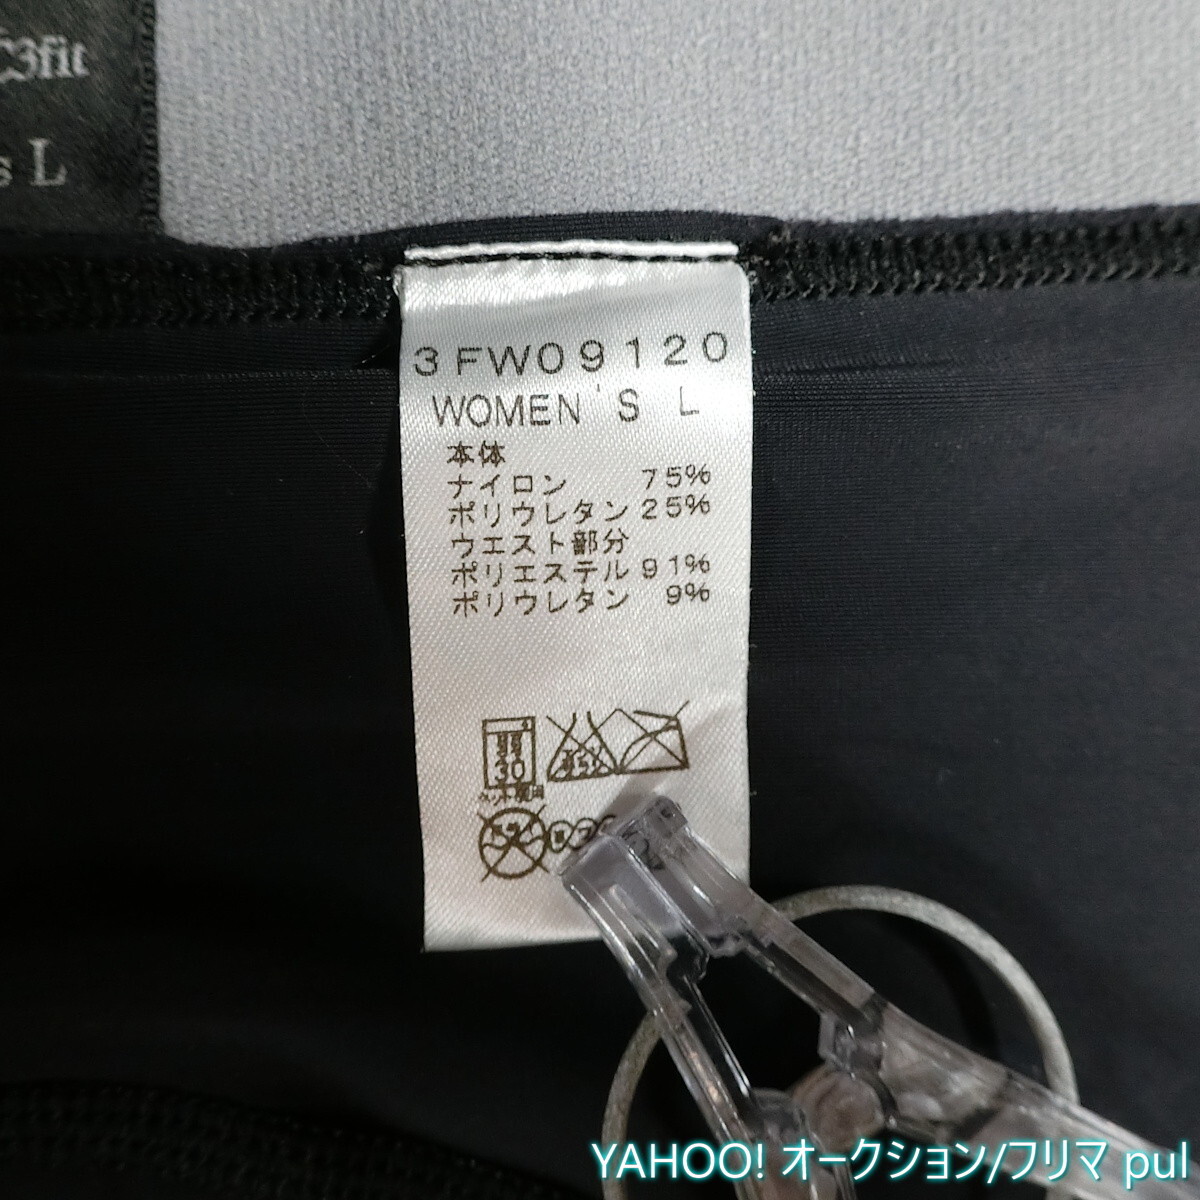 C3fit
s L
3FW09120
WOMEN'S L
本体
ナイロン 75%
ポリウレタン 25%
ウエスト部分
ポリエステル 91%
ポリウレタン 9%
弱
30
YAHOO! オークション/フリマ pul